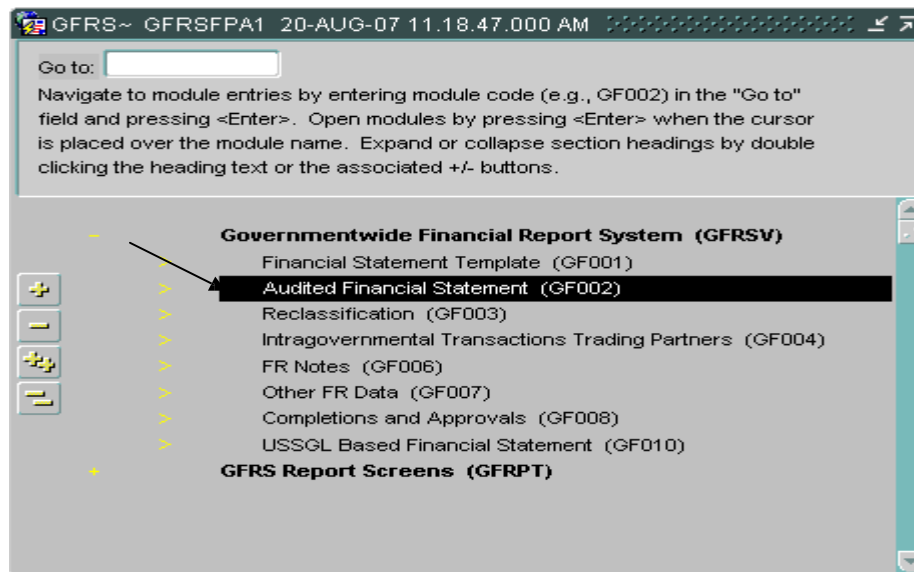 GFRS~ GFRSFPA1 20-AUG-07 11.18.47.000 AM
Go to:
Navigate to module entries by entering module code (e.g., GF002) in the "Go to"
field and pressing <Enter>. Open modules by pressing <Enter> when the cursor
is placed over the module name. Expand or collapse section headings by double
clicking the heading text or the associated +/- buttons.
- Governmentwide Financial Report System (GFRSV)
> Financial Statement Template (GF001)
> Audited Financial Statement (GF002)
> Reclassification (GF003)
> Intragovernmental Transactions Trading Partners (GF004)
> FR Notes (GF006)
> Other FR Data (GF007)
> Completions and Approvals (GF008)
> USSGL Based Financial Statement (GF010)
+ GFRS Report Screens (GFRPT)